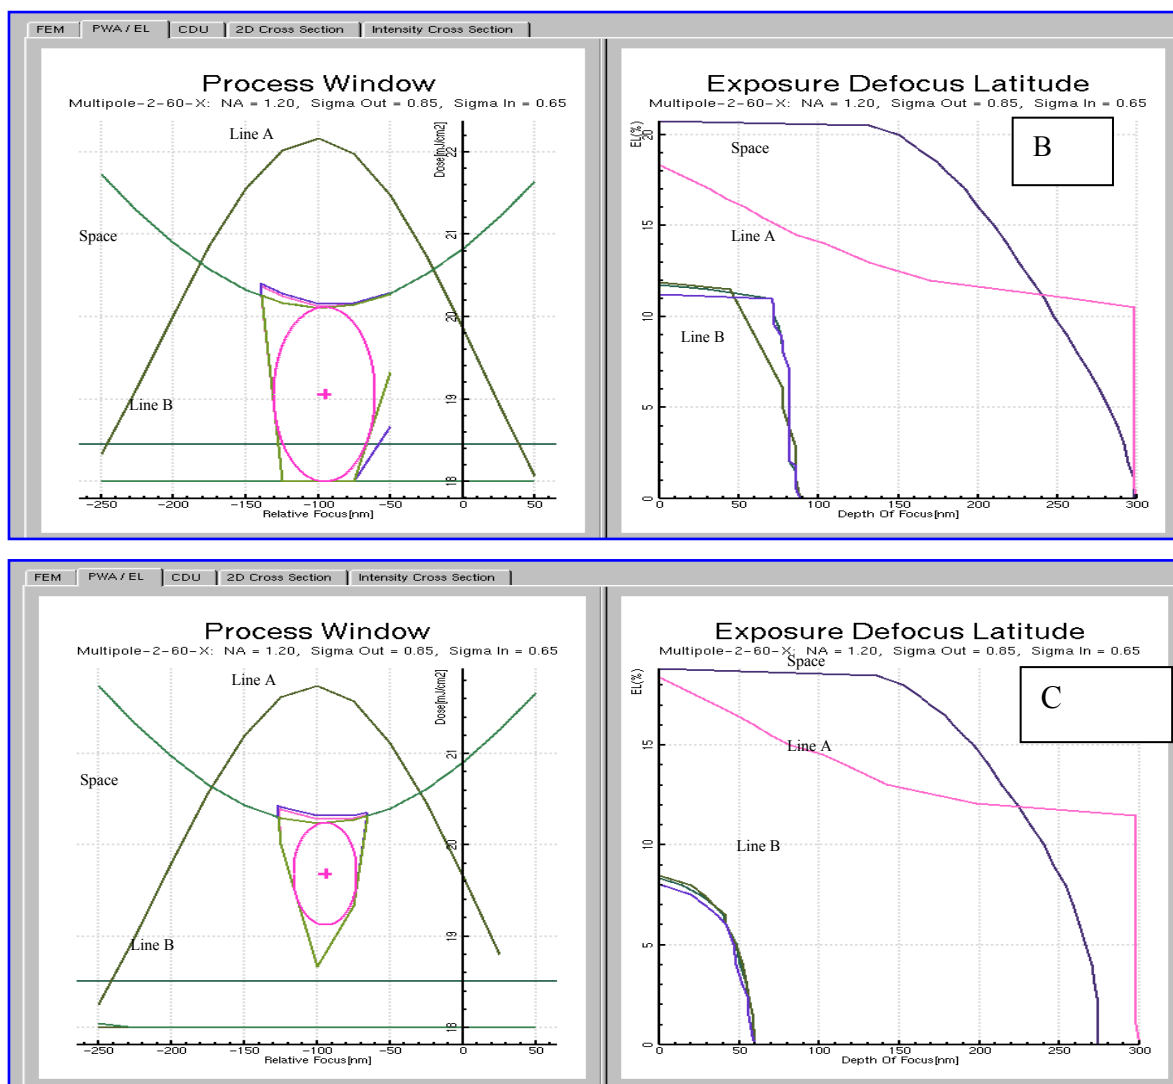 FEM PWA / EL CDU 2D Cross Section Intensity Cross Section
Process Window
Multipole-2-60-X: NA = 1.20, Sigma Out = 0.85, Sigma In = 0.65
Line A
Space
Line B
Dose[mJ/cm2]
22
21
20
19
18
-250 -200 -150 -100 -50 0 50
Relative Focus[nm]
Exposure Defocus Latitude
Multipole-2-60-X: NA = 1.20, Sigma Out = 0.85, Sigma In = 0.65
B
Space
Line A
Line B
EL(%)
20
15
10
5
0
0 50 100 150 200 250 300
Depth Of Focus[nm]
FEM PWA / EL CDU 2D Cross Section Intensity Cross Section
Process Window
Multipole-2-60-X: NA = 1.20, Sigma Out = 0.85, Sigma In = 0.65
Line A
Space
Line B
Dose[mJ/cm2]
21
20
19
18
-250 -200 -150 -100 -50 0 50
Relative Focus[nm]
Exposure Defocus Latitude
Multipole-2-60-X: NA = 1.20, Sigma Out = 0.85, Sigma In = 0.65
Space
C
Line A
Line B
EL(%)
15
10
5
0
0 50 100 150 200 250 300
Depth Of Focus[nm]